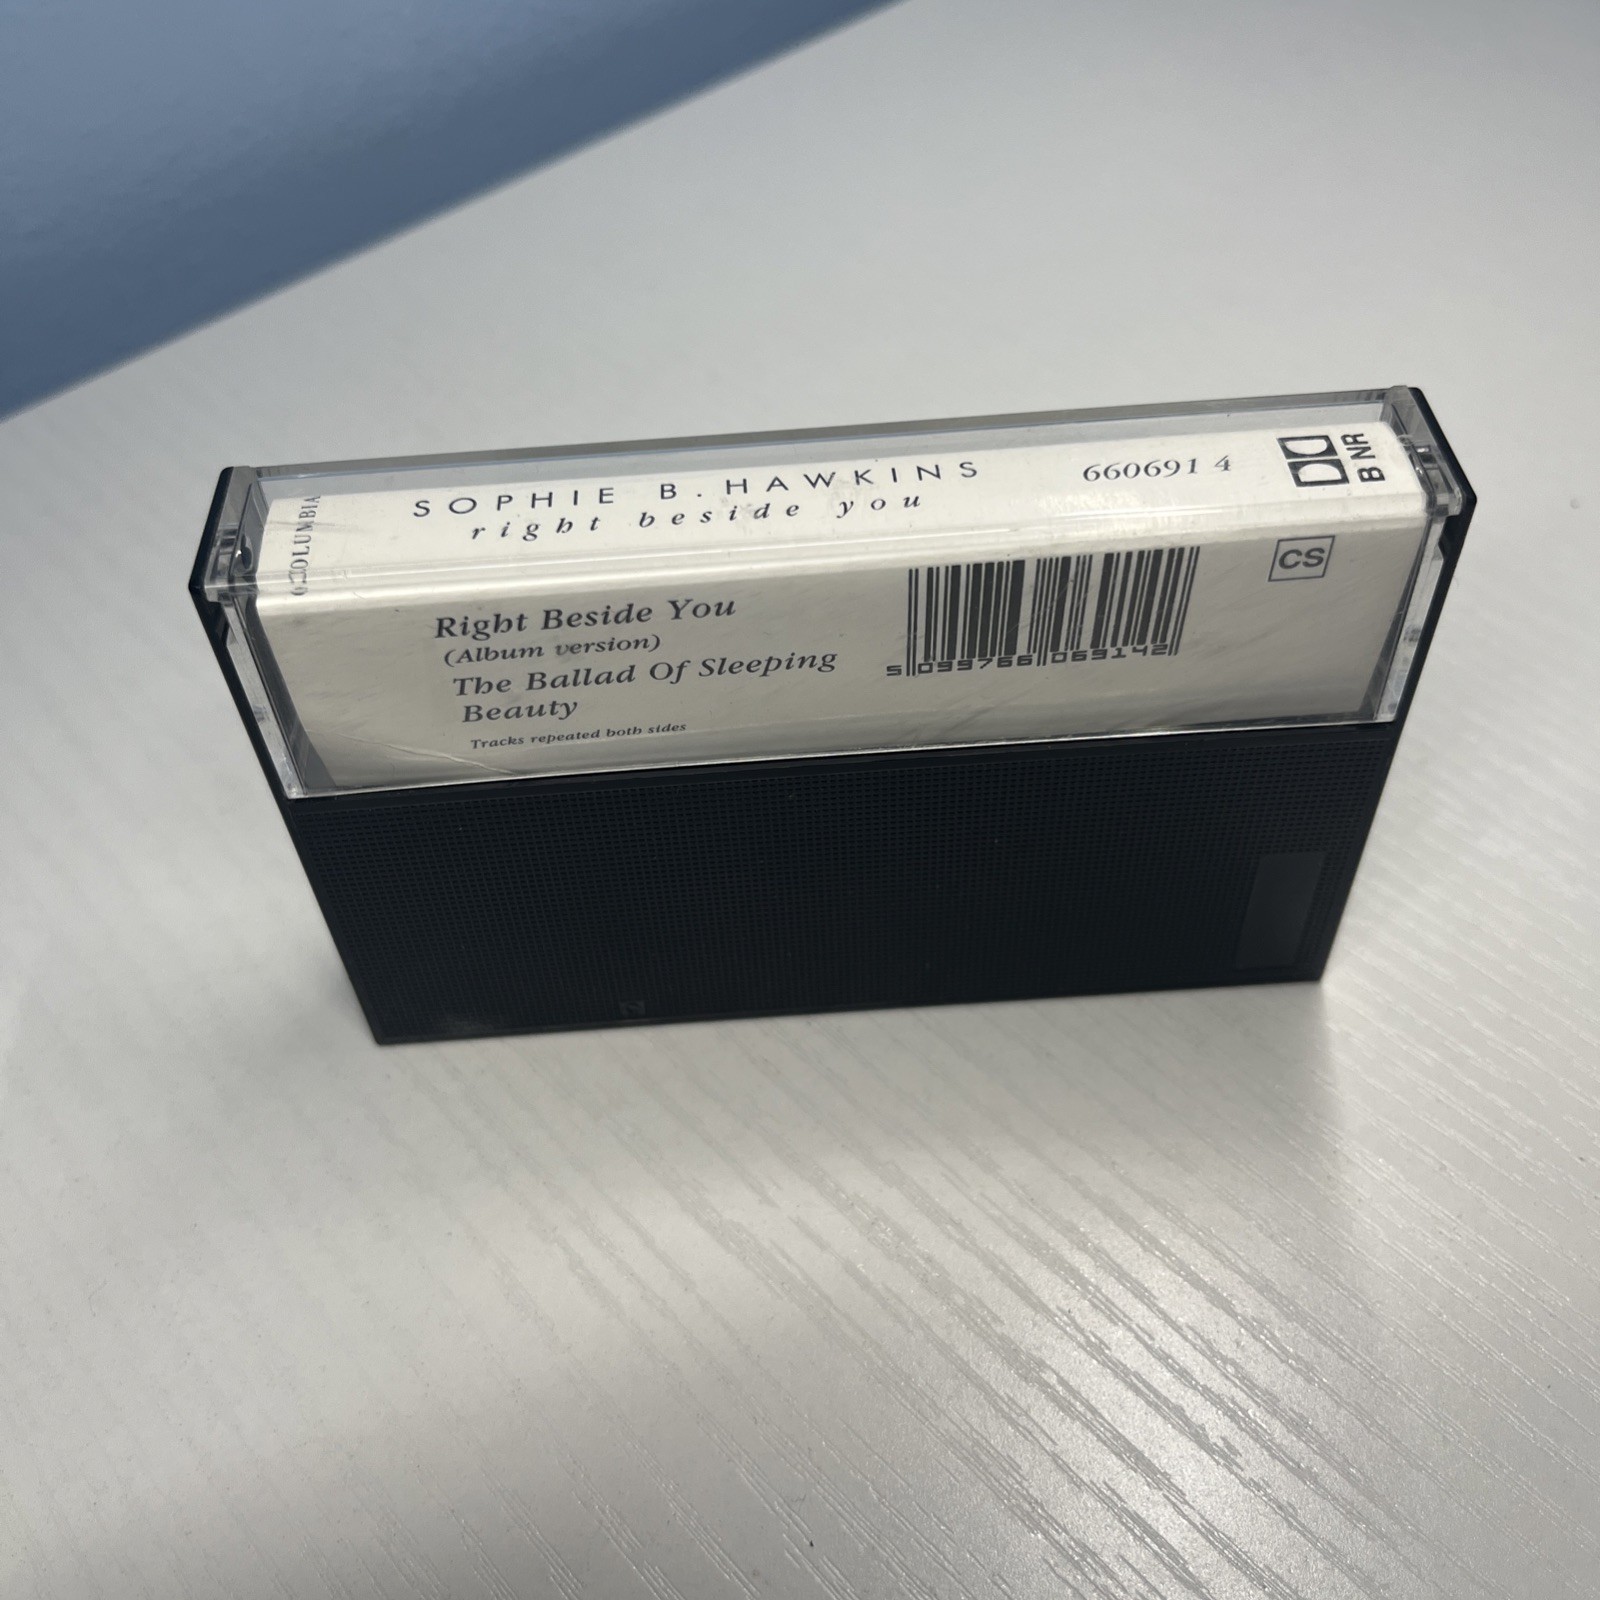 COLUMBIA
SOPHIE B. HAWKINS
right beside you
660691 4
B NR
Right Beside You
(Album version)
The Ballad Of Sleeping
Beauty
Tracks repeated both sides
5 099766 069142
CS